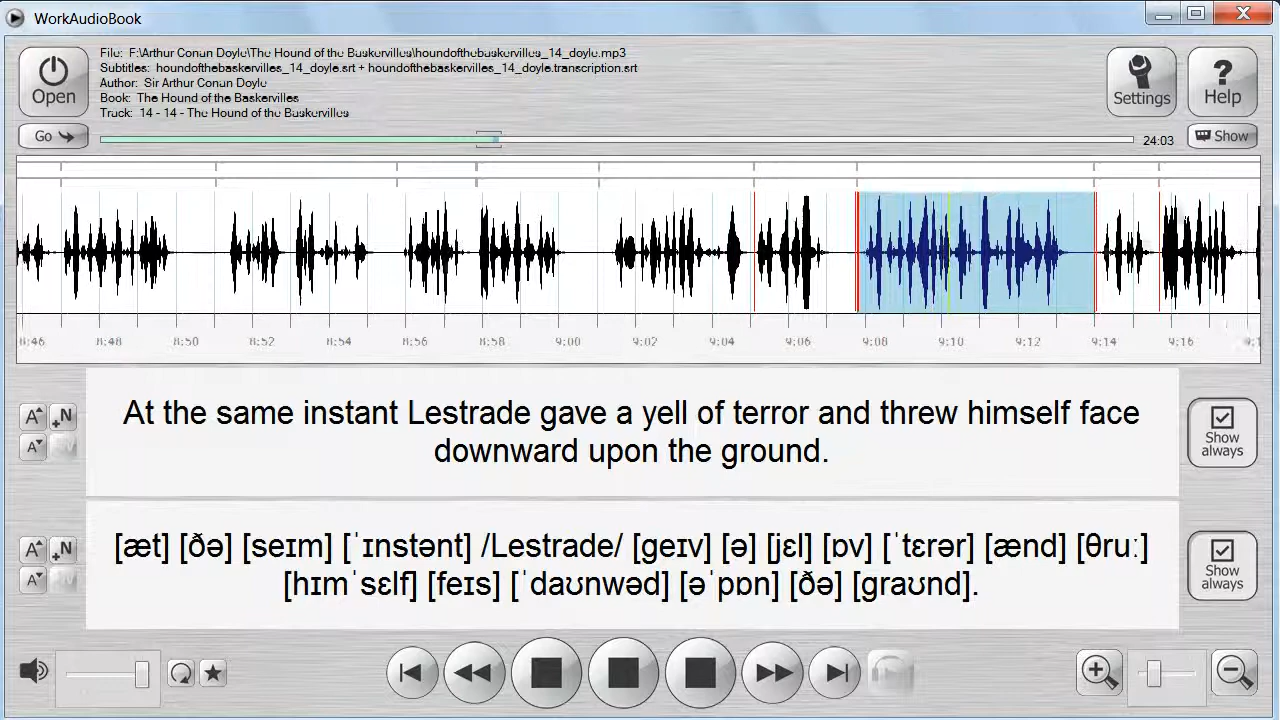 WorkAudioBook
File: F:\Arthur Conan Doyle\The Hound of the Baskervilles\houndofthebaskervilles_14_doyle.mp3
Subtitles: houndofthebaskervilles_14_doyle.srt + houndofthebaskervilles_14_doyle.transcription.srt
Author: Sir Arthur Conan Doyle
Book: The Hound of the Baskervilles
Track: 14 - 14 - The Hound of the Baskervilles
Open
Settings
Help
Go
24:03
Show
8:46 8:48 8:50 8:52 8:54 8:56 8:58 9:00 9:02 9:04 9:06 9:08 9:10 9:12 9:14 9:16
A N
A
At the same instant Lestrade gave a yell of terror and threw himself face
downward upon the ground.
Show
always
A N
A
[æt] [ðə] [seɪm] [ˈɪnstənt] /Lestrade/ [geɪv] [ə] [jɛl] [ɒv] [ˈtɛrər] [ænd] [θruː]
[hɪmˈsɛlf] [feɪs] [ˈdaʊnwəd] [əˈpɒn] [ðə] [graʊnd].
Show
always